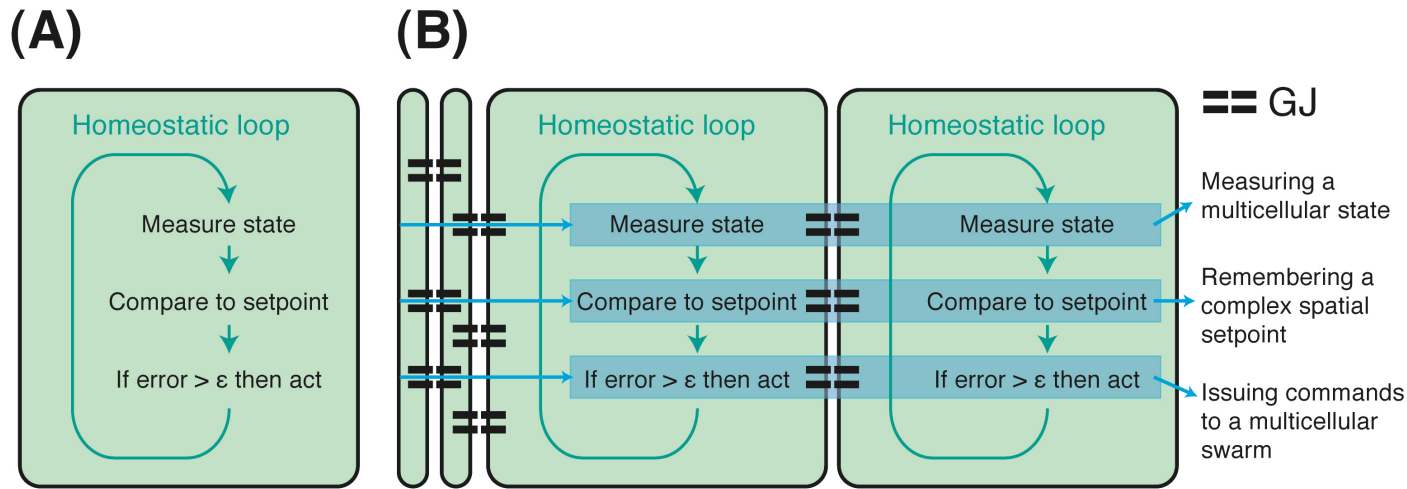 (A)
Homeostatic loop
Measure state
Compare to setpoint
If error > ε then act
(B)
Homeostatic loop
Measure state
Compare to setpoint
If error > ε then act
Homeostatic loop
Measure state
Compare to setpoint
If error > ε then act
GJ
Measuring a
multicellular state
Remembering a
complex spatial
setpoint
Issuing commands
to a multicellular
swarm